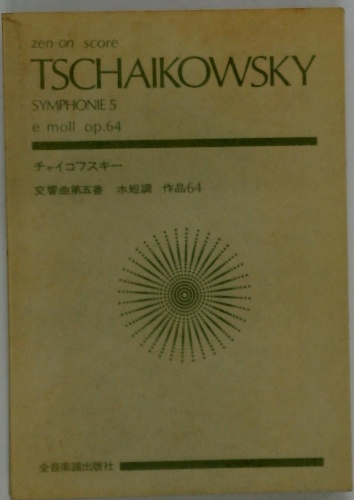 zen-on score
TSCHAIKOWSKY
SYMPHONIE 5
e moll op.64
チャイコフスキー
交響曲第五番 ホ短調 作品64
全音楽譜出版社